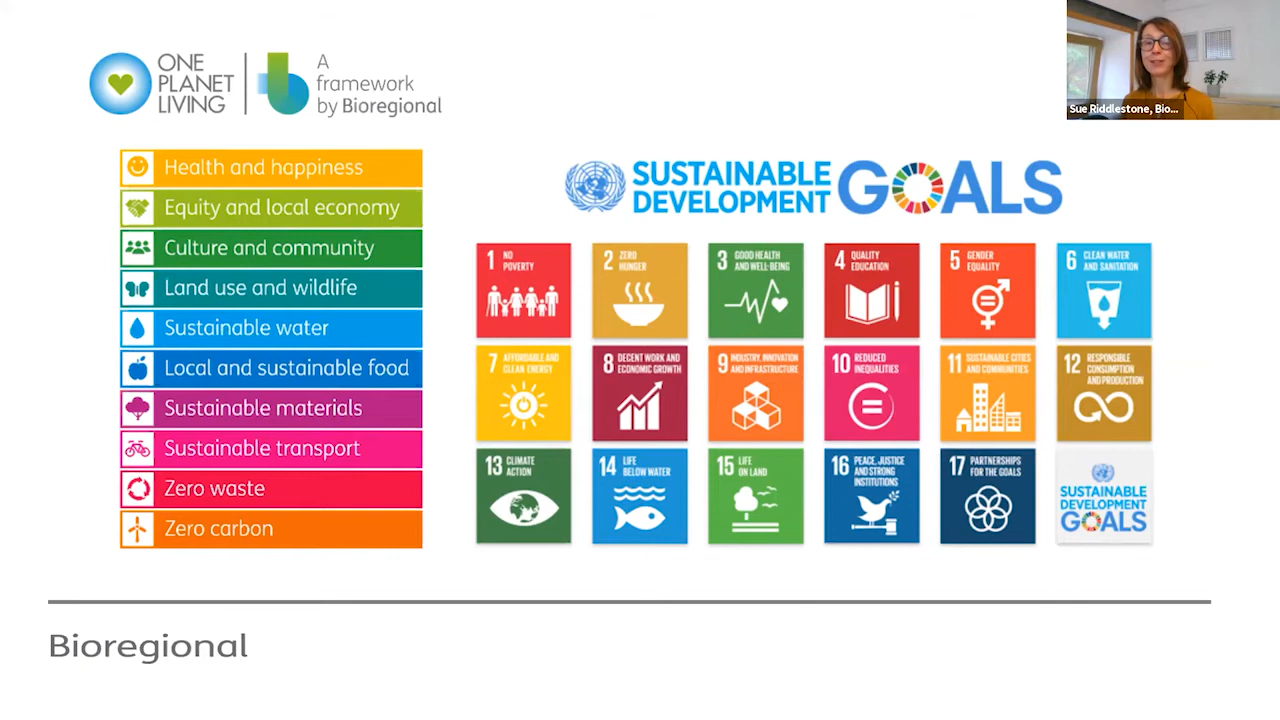 ONE
PLANET
LIVING
A
framework
by Bioregional
Sue Riddlestone, Bio...
Health and happiness
Equity and local economy
Culture and community
Land use and wildlife
Sustainable water
Local and sustainable food
Sustainable materials
Sustainable transport
Zero waste
Zero carbon
SUSTAINABLE
DEVELOPMENT
GOALS
1 NO
POVERTY
2 ZERO
HUNGER
3 GOOD HEALTH
AND WELL-BEING
4 QUALITY
EDUCATION
5 GENDER
EQUALITY
6 CLEAN WATER
AND SANITATION
7 AFFORDABLE AND
CLEAN ENERGY
8 DECENT WORK AND
ECONOMIC GROWTH
9 INDUSTRY, INNOVATION
AND INFRASTRUCTURE
10 REDUCED
INEQUALITIES
11 SUSTAINABLE CITIES
AND COMMUNITIES
12 RESPONSIBLE
CONSUMPTION
AND PRODUCTION
13 CLIMATE
ACTION
14 LIFE
BELOW WATER
15 LIFE
ON LAND
16 PEACE, JUSTICE
AND STRONG
INSTITUTIONS
17 PARTNERSHIPS
FOR THE GOALS
SUSTAINABLE
DEVELOPMENT
GOALS
Bioregional